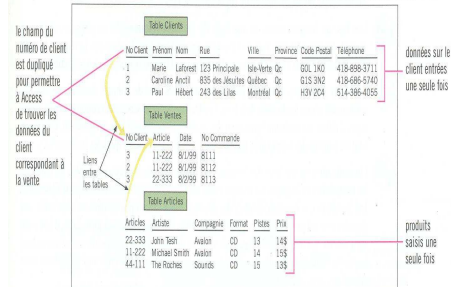 le champ du
numéro de client
est dupliqué
pour permettre
à Access
de trouver les
données du
client
correspondant à
la vente
Table Clients
No Client Prénom Nom Rue Ville Province Code Postal Téléphone
1 Marie Laforest 123 Principale Isle-Verte Qc G0L 1K0 418-898-3711
2 Caroline Anctil 835 des Jésuites Québec Qc G1S 3N2 418-686-5740
3 Paul Hébert 243 des Lilas Montréal Qc H3V 2C4 514-386-4055
données sur le
client entrées
une seule fois
Table Ventes
No Client Article Date No Commande
3 11-222 8/1/99 8111
2 11-222 8/1/99 8112
3 22-333 8/2/99 8113
Liens
entre
les tables
Table Articles
Articles Artiste Compagnie Format Pistes Prix
22-333 John Tesh Avalon CD 13 14$
11-222 Michael Smith Avalon CD 14 15$
44-111 The Roches Sounds CD 15 13$
produits
saisis une
seule fois